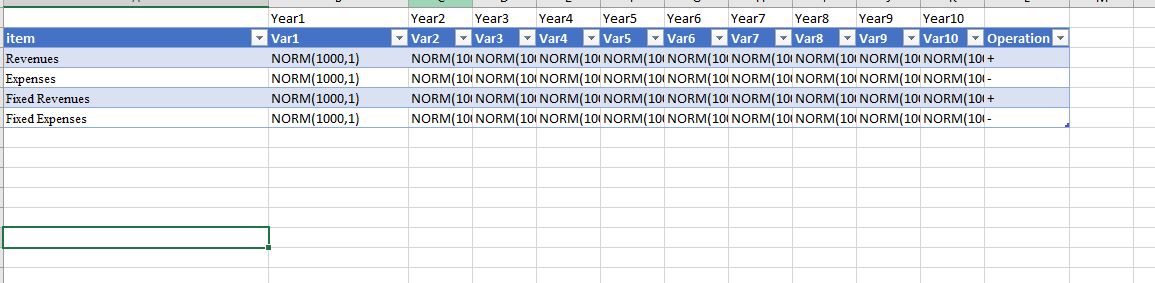 Year1 Year2 Year3 Year4 Year5 Year6 Year7 Year8 Year9 Year10
item Var1 Var2 Var3 Var4 Var5 Var6 Var7 Var8 Var9 Var10 Operation
Revenues NORM(1000,1) NORM(10 NORM(10 NORM(10 NORM(10 NORM(10 NORM(10 NORM(10 NORM(10 NORM(10 +
Expenses NORM(1000,1) NORM(10 NORM(10 NORM(10 NORM(10 NORM(10 NORM(10 NORM(10 NORM(10 NORM(10 -
Fixed Revenues NORM(1000,1) NORM(10 NORM(10 NORM(10 NORM(10 NORM(10 NORM(10 NORM(10 NORM(10 NORM(10 +
Fixed Expenses NORM(1000,1) NORM(10 NORM(10 NORM(10 NORM(10 NORM(10 NORM(10 NORM(10 NORM(10 NORM(10 -